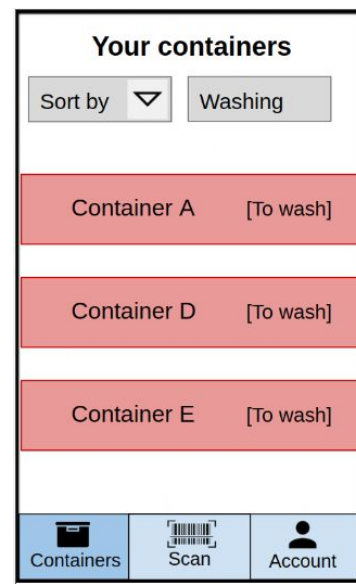 Your containers
Sort by Washing
Container A [To wash]
Container D [To wash]
Container E [To wash]
Containers Scan Account